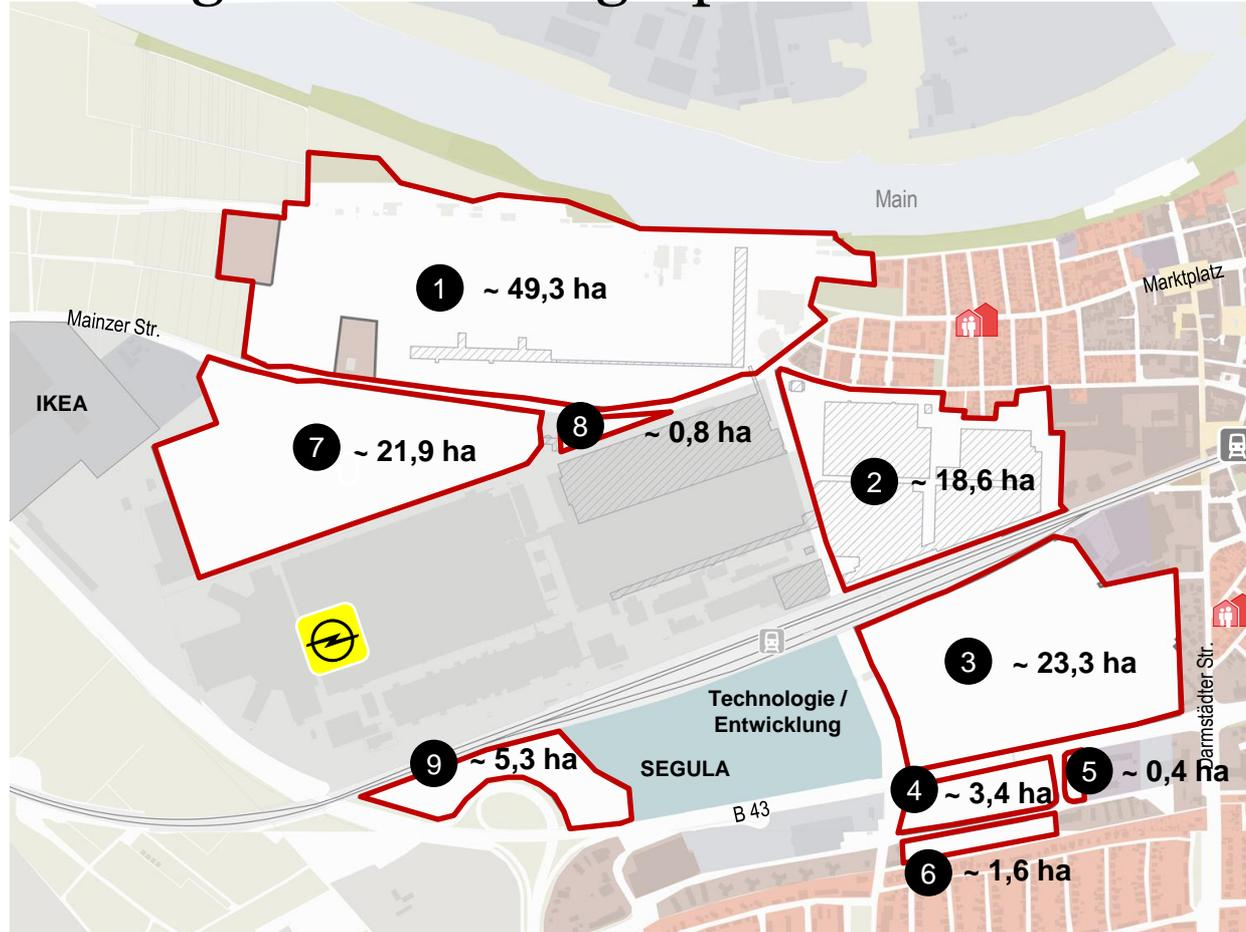 Main
Marktplatz
1 ~ 49,3 ha
Mainzer Str.
IKEA
8 ~ 0,8 ha
7 ~ 21,9 ha
2 ~ 18,6 ha
3 ~ 23,3 ha
Darmstädter Str.
Technologie /
Entwicklung
9 ~ 5,3 ha
SEGULA
5 ~ 0,4 ha
4 ~ 3,4 ha
B 43
6 ~ 1,6 ha